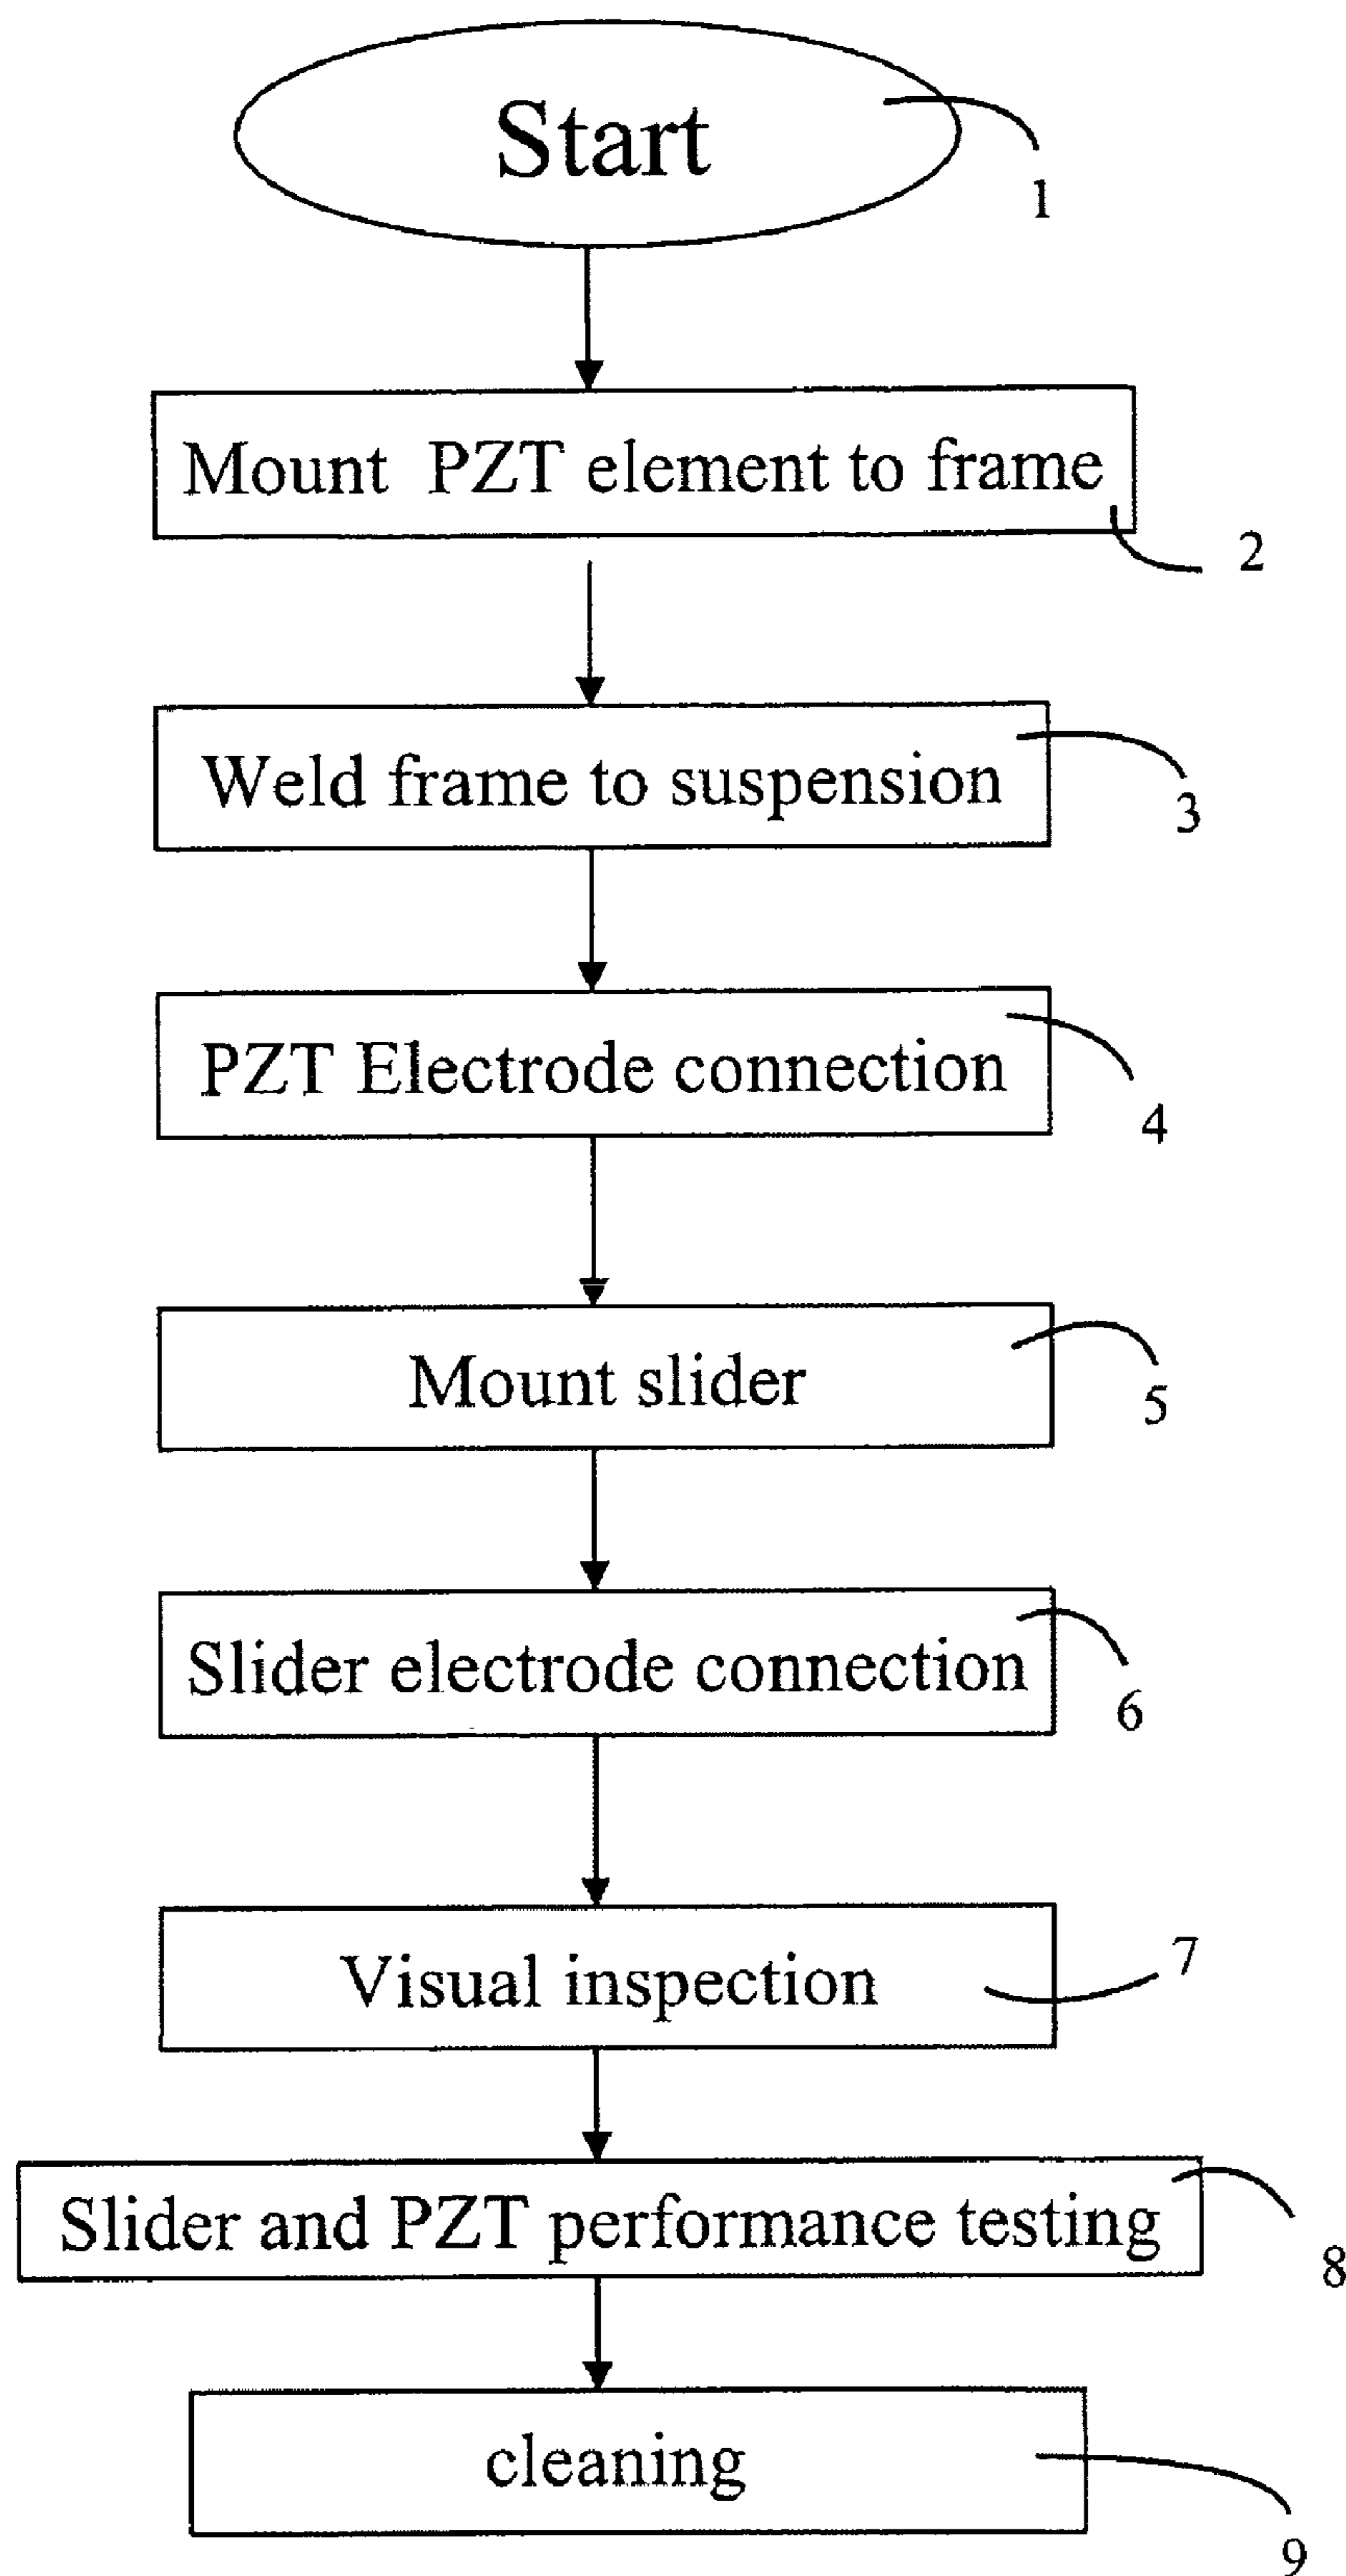 Start
1
Mount PZT element to frame
2
Weld frame to suspension
3
PZT Electrode connection
4
Mount slider
5
Slider electrode connection
6
Visual inspection
7
Slider and PZT performance testing
8
cleaning
9